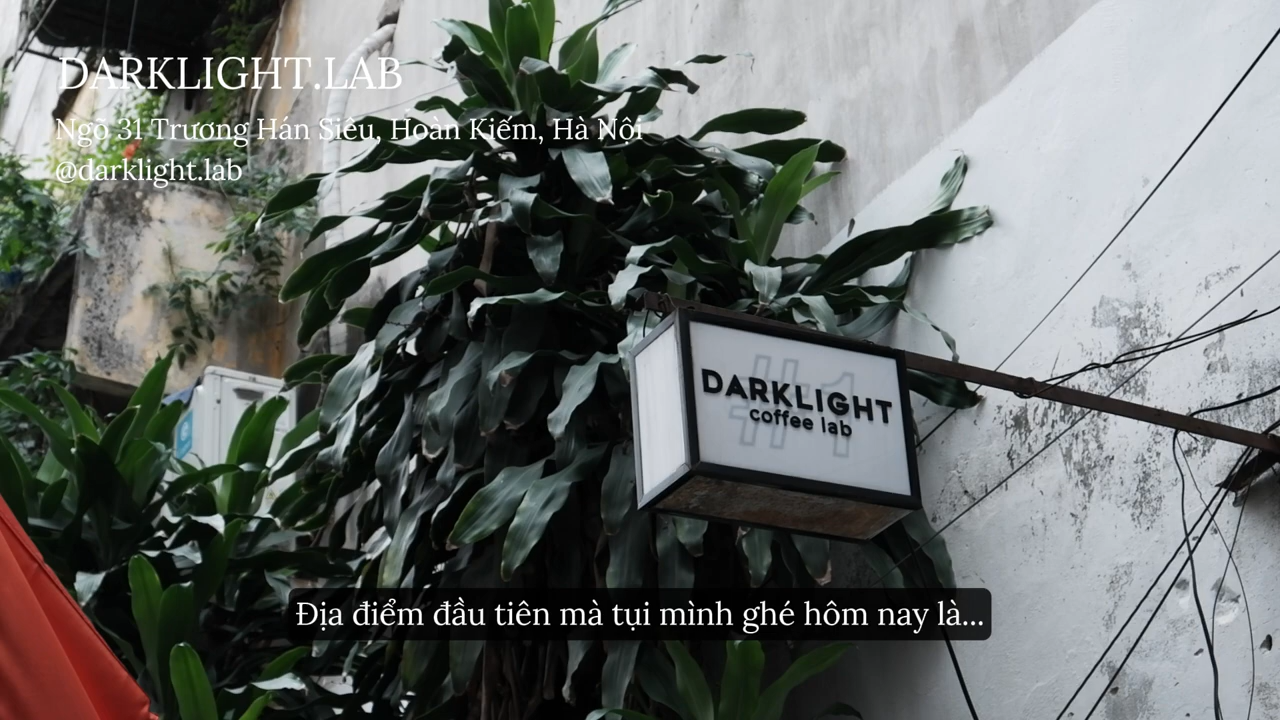 DARKLIGHT.LAB
Ngõ 31 Trương Hán Siêu, Hoàn Kiếm, Hà Nội
@darklight.lab
#1
DARKLIGHT
coffee lab
Địa điểm đầu tiên mà tụi mình ghé hôm nay là...